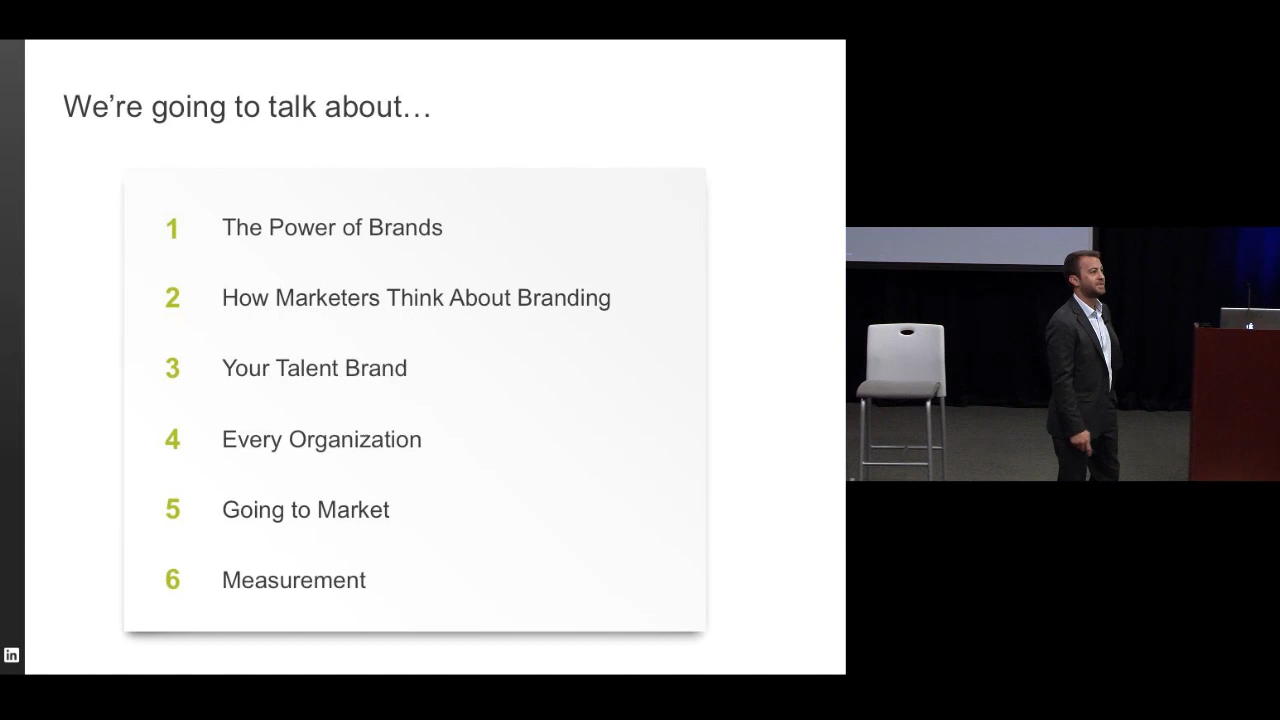 We're going to talk about…
1 The Power of Brands
2 How Marketers Think About Branding
3 Your Talent Brand
4 Every Organization
5 Going to Market
6 Measurement
in